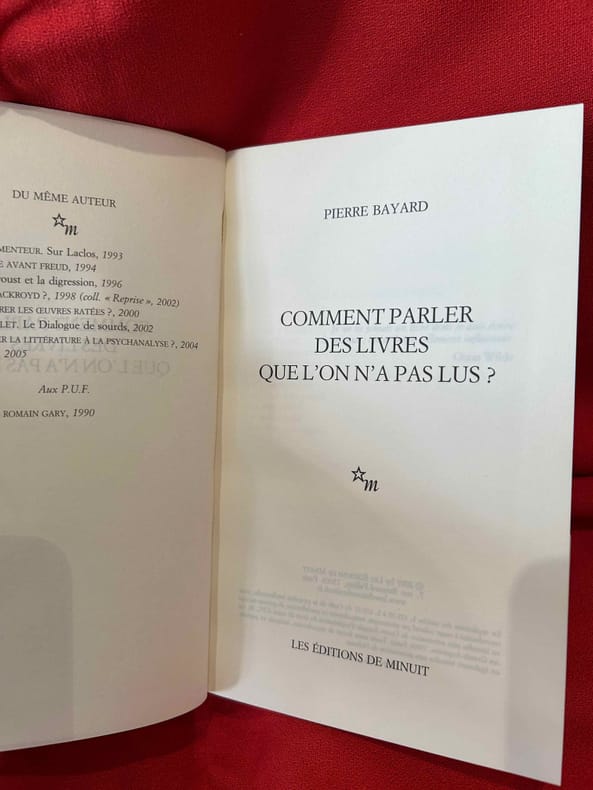 DU MÊME AUTEUR
m
MENTEUR. Sur Laclos, 1993
E AVANT FREUD, 1994
oust et la digression, 1996
ACKROYD ?, 1998 (coll. « Reprise », 2002)
RER LES ŒUVRES RATÉES ?, 2000
LET. Le Dialogue de sourds, 2002
ER LA LITTÉRATURE À LA PSYCHANALYSE ?, 2004
2005
Aux P.U.F.
ROMAIN GARY, 1990
PIERRE BAYARD
COMMENT PARLER
DES LIVRES
QUE L'ON N'A PAS LUS ?
m
LES ÉDITIONS DE MINUIT